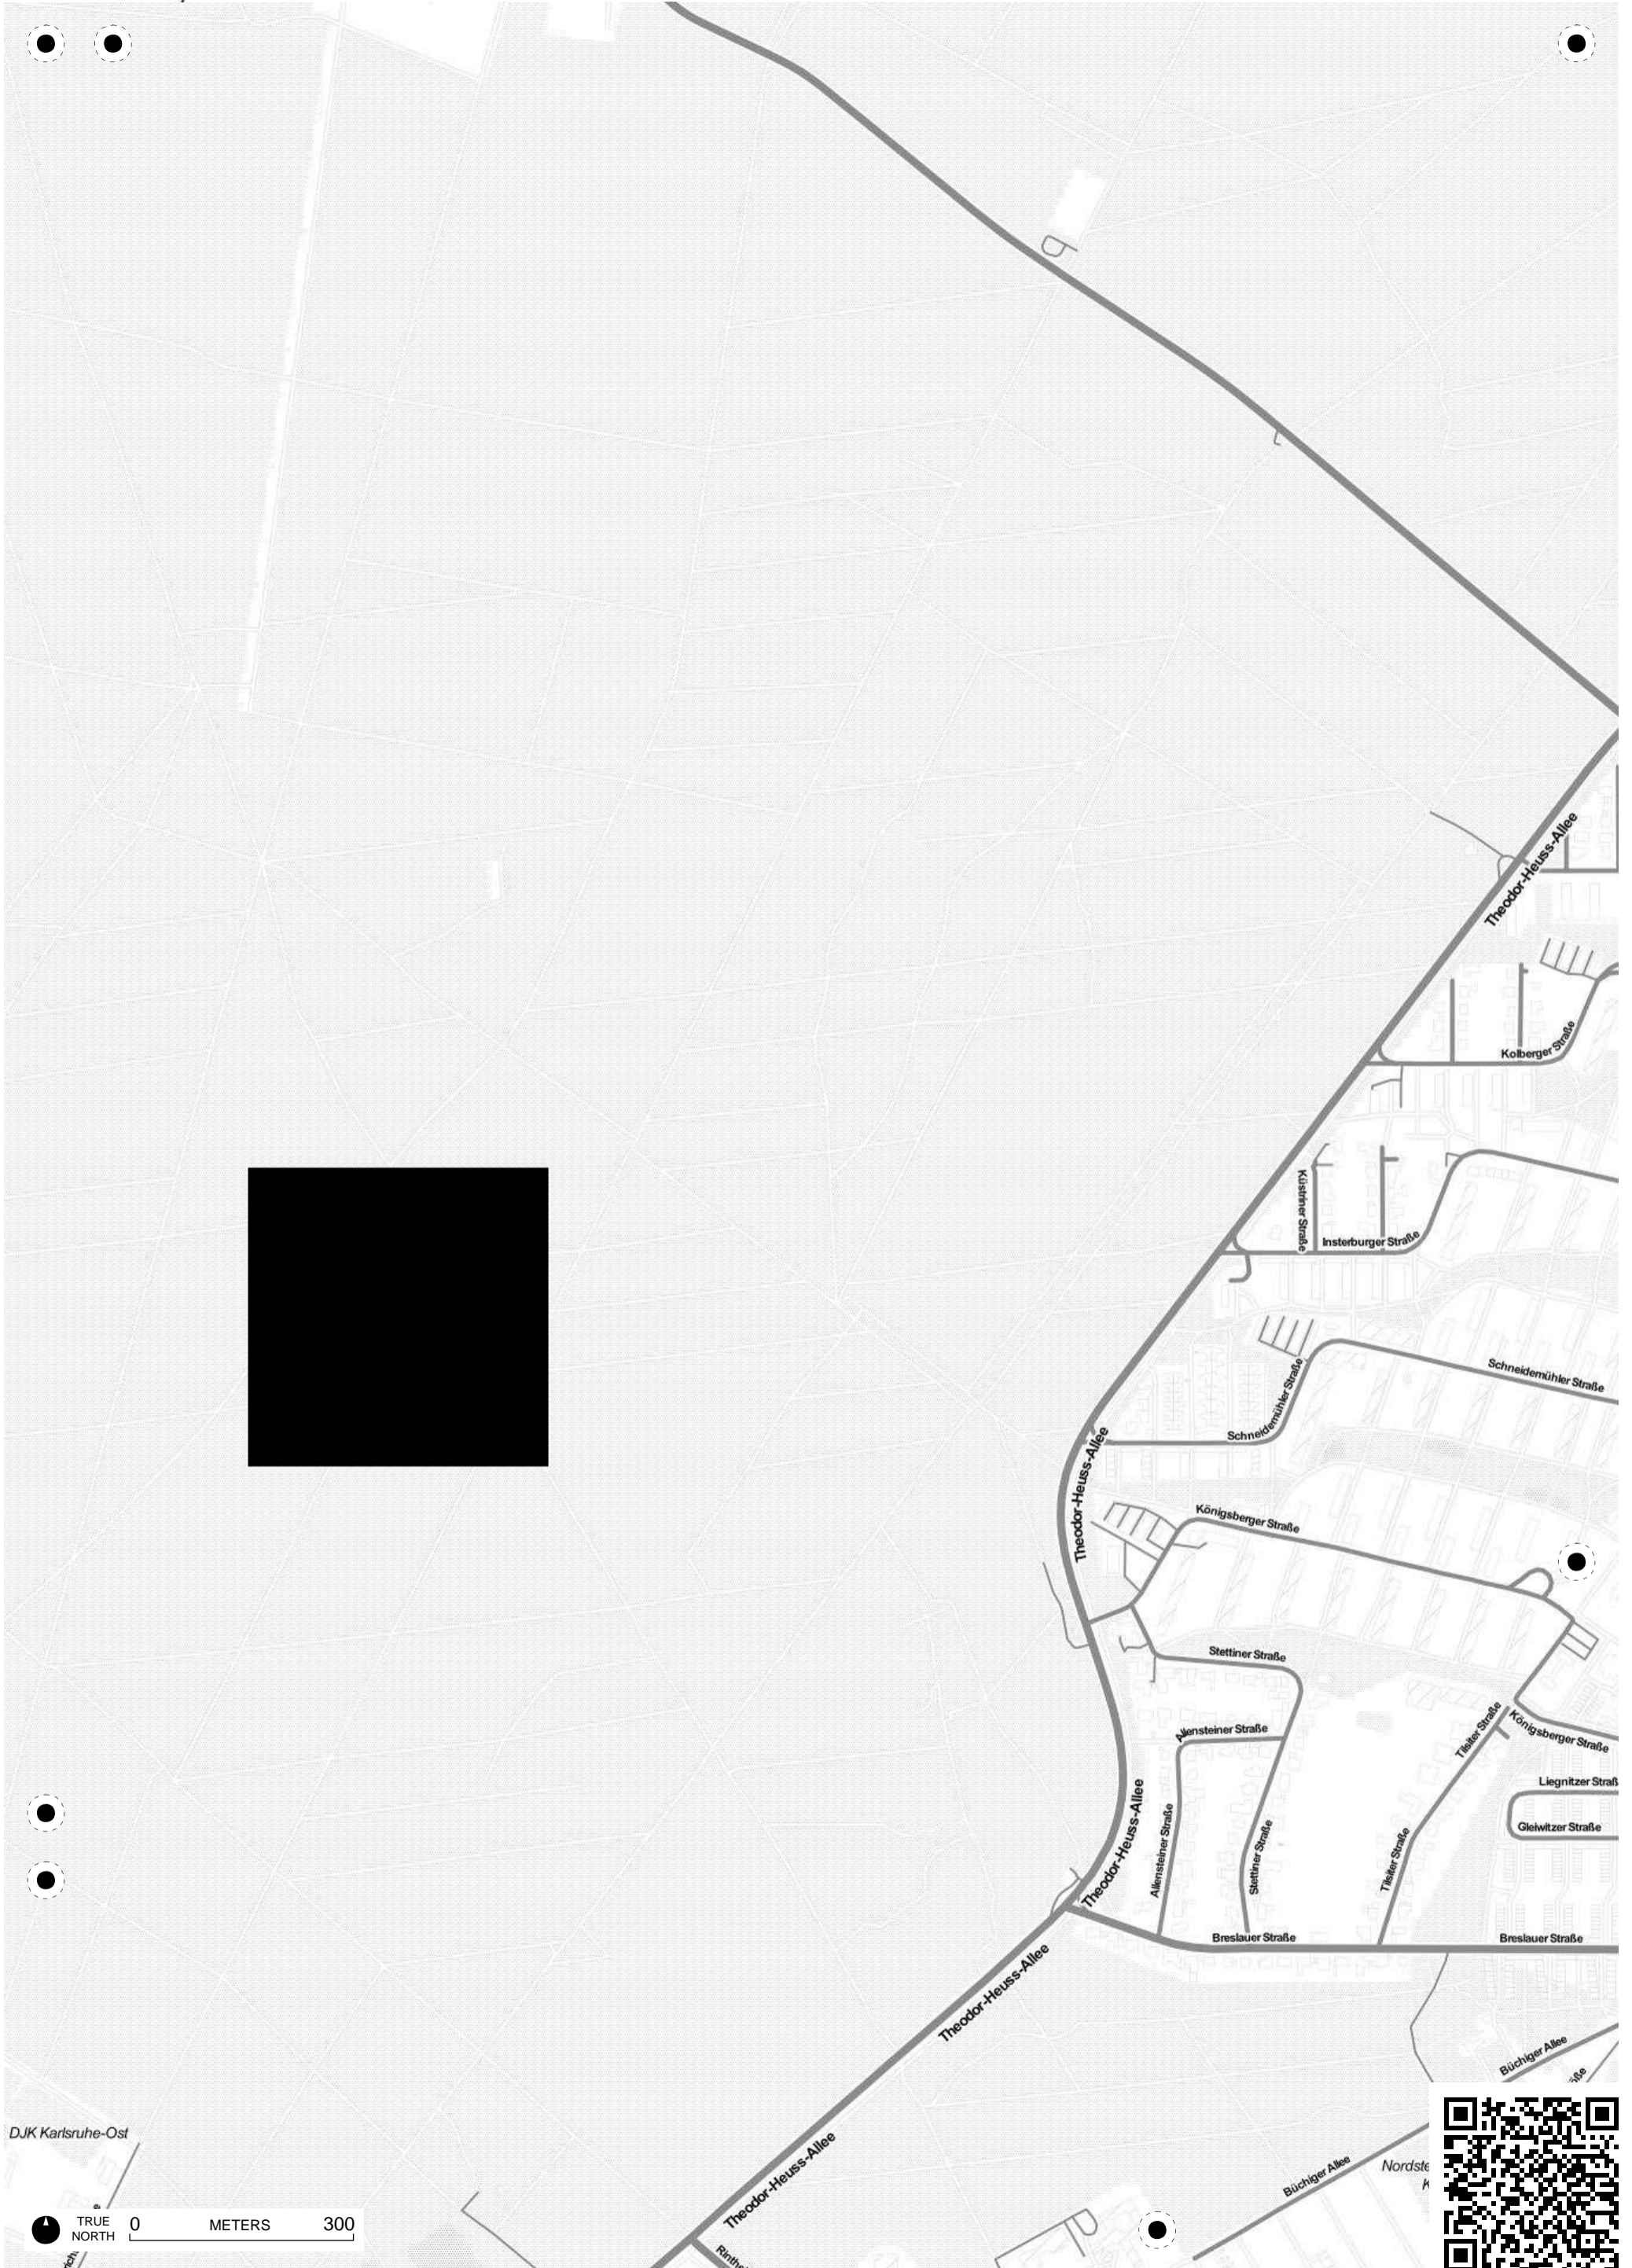 Theodor-Heuss-Allee
Kolberger Straße
Küstriner Straße
Insterburger Straße
Schneidemühler Straße
Schneidemühler Straße
Theodor-Heuss-Allee
Königsberger Straße
Stettiner Straße
Allensteiner Straße
Tilsiter Straße
Königsberger Straße
Liegnitzer Straß
Gleiwitzer Straße
Theodor-Heuss-Allee
Allensteiner Straße
Stettiner Straße
Tilsiter Straße
Breslauer Straße
Breslauer Straße
Theodor-Heuss-Allee
Büchiger Allee
DJK Karlsruhe-Ost
Theodor-Heuss-Allee
Büchiger Allee
Nordste
K
TRUE
NORTH
0 METERS 300
Rinthe